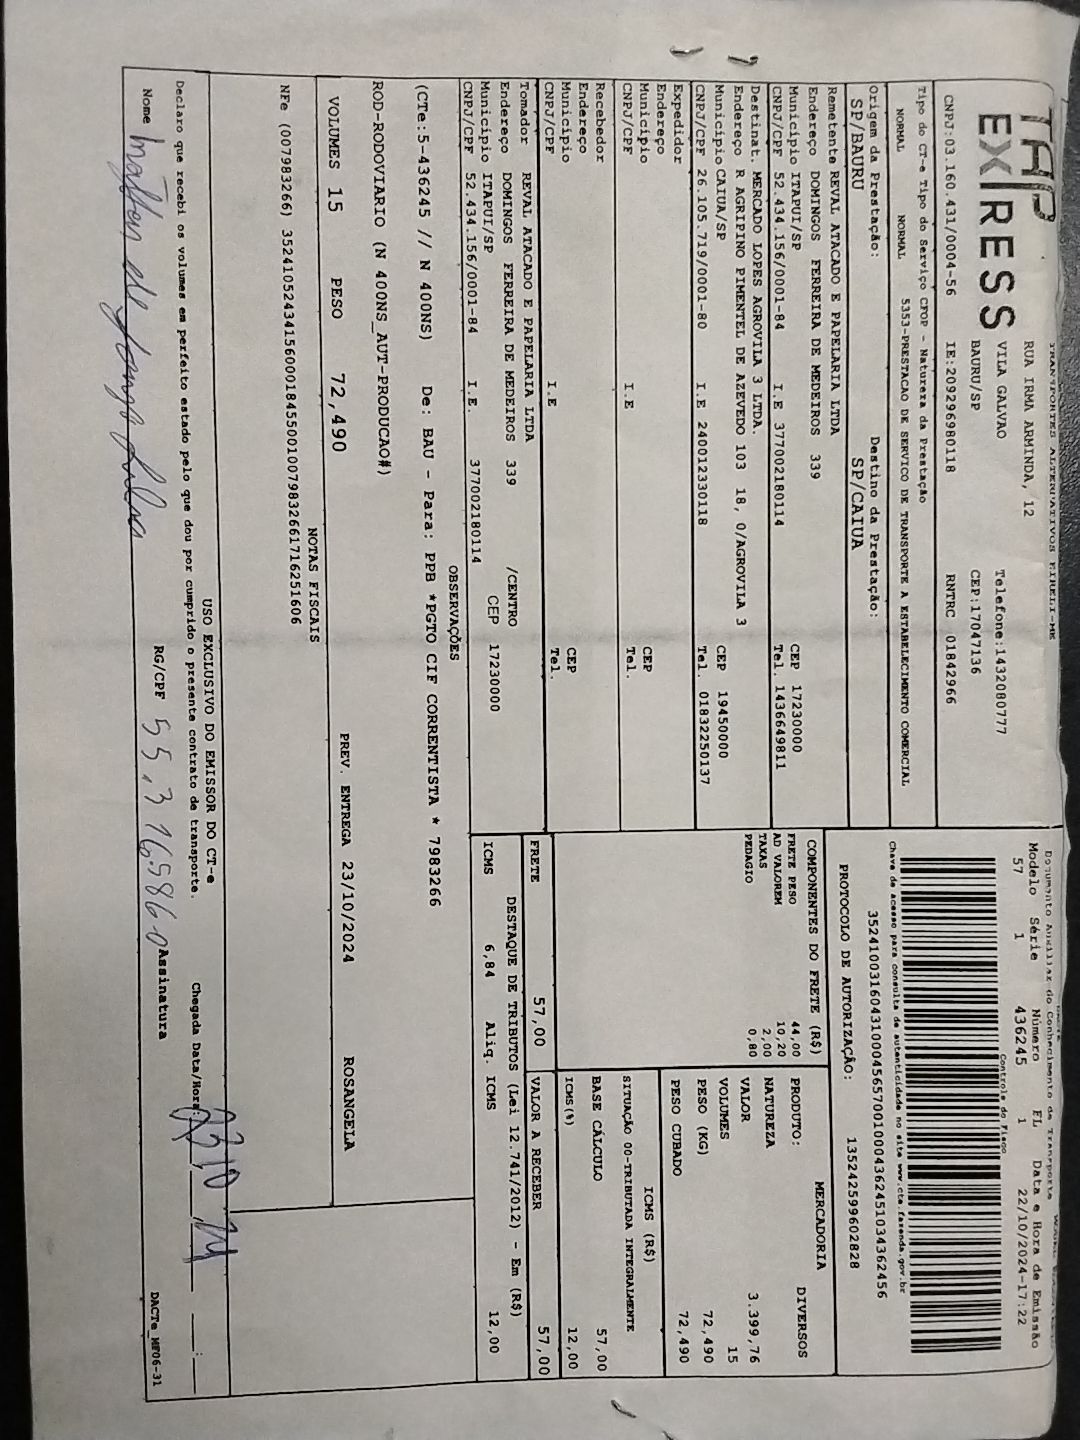 TAP EXPRESS
TRANSPORTES ALTERNATIVOS EIRELI-ME
RUA IRMA ARMINDA, 12
VILA GALVAO Telefone:1432080777
BAURU/SP CEP:17047136
CNPJ:03.160.431/0004-56 IE:209296980118 RNTRC 01842966
Tipo do CT-e Tipo do Serviço CFOP - Natureza da Prestação
NORMAL NORMAL 5353-PRESTACAO DE SERVICO DE TRANSPORTE A ESTABELECIMENTO COMERCIAL
Origem da Prestação: Destino da Prestação:
SP/BAURU SP/CAIUA
Remetente REVAL ATACADO E PAPELARIA LTDA
Endereço DOMINGOS FERREIRA DE MEDEIROS 339
Município ITAPUI/SP CEP 17230000
CNPJ/CPF 52.434.156/0001-84 I.E 377002180114 Tel. 1436649811
Destinat. MERCADO LOPES AGROVILA 3 LTDA.
Endereço R AGRIPINO PIMENTEL DE AZEVEDO 103 18, 0/AGROVILA 3
Município CAIUA/SP CEP 19450000
CNPJ/CPF 26.105.719/0001-80 I.E 240012330118 Tel. 01832250137
Expedidor
Endereço
Município CEP
CNPJ/CPF I.E Tel.
Recebedor
Endereço
Município CEP
CNPJ/CPF I.E Tel.
Tomador REVAL ATACADO E PAPELARIA LTDA
Endereço DOMINGOS FERREIRA DE MEDEIROS 339 /CENTRO
Município ITAPUI/SP CEP 17230000
CNPJ/CPF 52.434.156/0001-84 I.E. 377002180114
Documento Auxiliar do Conhecimento de Transporte
Modelo Série Número FL Data e Hora de Emissão
57 1 436245 1 22/10/2024-17:22
Controle do Fisco
Chave de acesso para consulta de autenticidade no site www.cte.fazenda.gov.br
35241003160431000456570010004362451034362456
PROTOCOLO DE AUTORIZAÇÃO: 135242599602828
COMPONENTES DO FRETE (R$)
FRETE PESO 44,00
AD VALOREM 10,20
TAXAS 2,00
PEDAGIO 0,80
MERCADORIA
PRODUTO: DIVERSOS
NATUREZA
VALOR 3.399,76
VOLUMES 15
PESO (KG) 72,490
PESO CUBADO 72,490
ICMS (R$)
SITUAÇÃO 00-TRIBUTADA INTEGRALMENTE
BASE CÁLCULO 57,00
ICMS(%) 12,00
FRETE 57,00 VALOR A RECEBER 57,00
DESTAQUE DE TRIBUTOS (Lei 12.741/2012) - Em (R$)
ICMS 6,84 Aliq. ICMS 12,00
OBSERVAÇÕES
(CTe:5-436245 // N 400NS) De: BAU - Para: PPB *PGTO CIF CORRENTISTA * 7983266
ROD-RODOVIARIO (N 400NS_AUT-PRODUCAO#)
VOLUMES 15 PESO 72,490 PREV. ENTREGA 23/10/2024 ROSANGELA
NOTAS FISCAIS
NFe (007983266) 35241052434156000184550010079832661716251606
USO EXCLUSIVO DO EMISSOR DO CT-e
Declaro que recebi os volumes em perfeito estado pelo que dou por cumprido o presente contrato de transporte. Chegada Data/Hora:
Nome RG/CPF Assinatura
DACTe_MF06-31